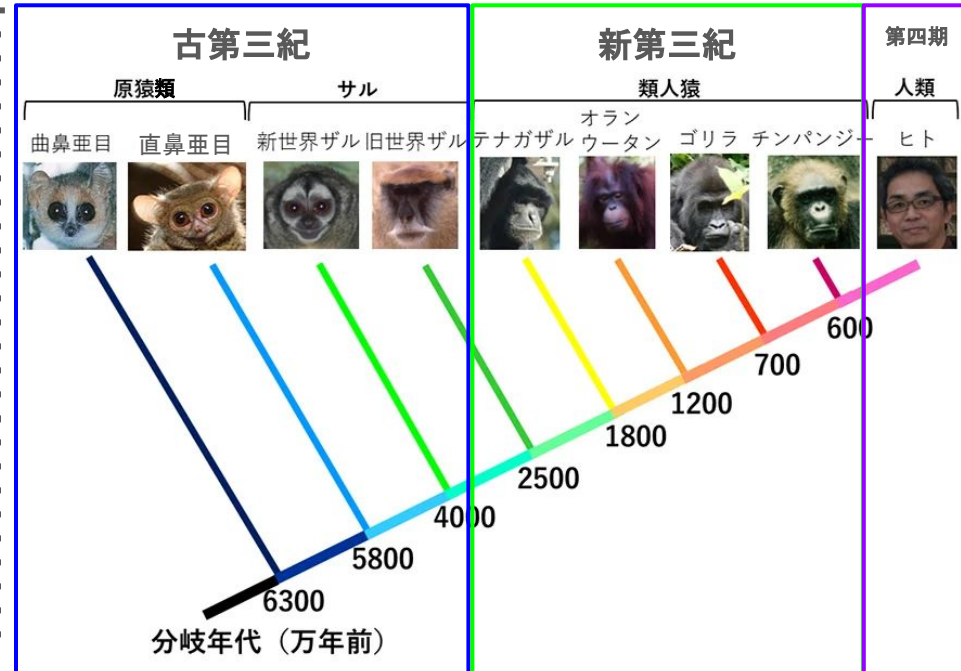 古第三紀
新第三紀
第四期
原猿類
サル
類人猿
人類
曲鼻亜目
直鼻亜目
新世界ザル
旧世界ザル
テナガザル
オラン
ウータン
ゴリラ
チンパンジー
ヒト
600
700
1200
1800
2500
4000
5800
6300
分岐年代（万年前）